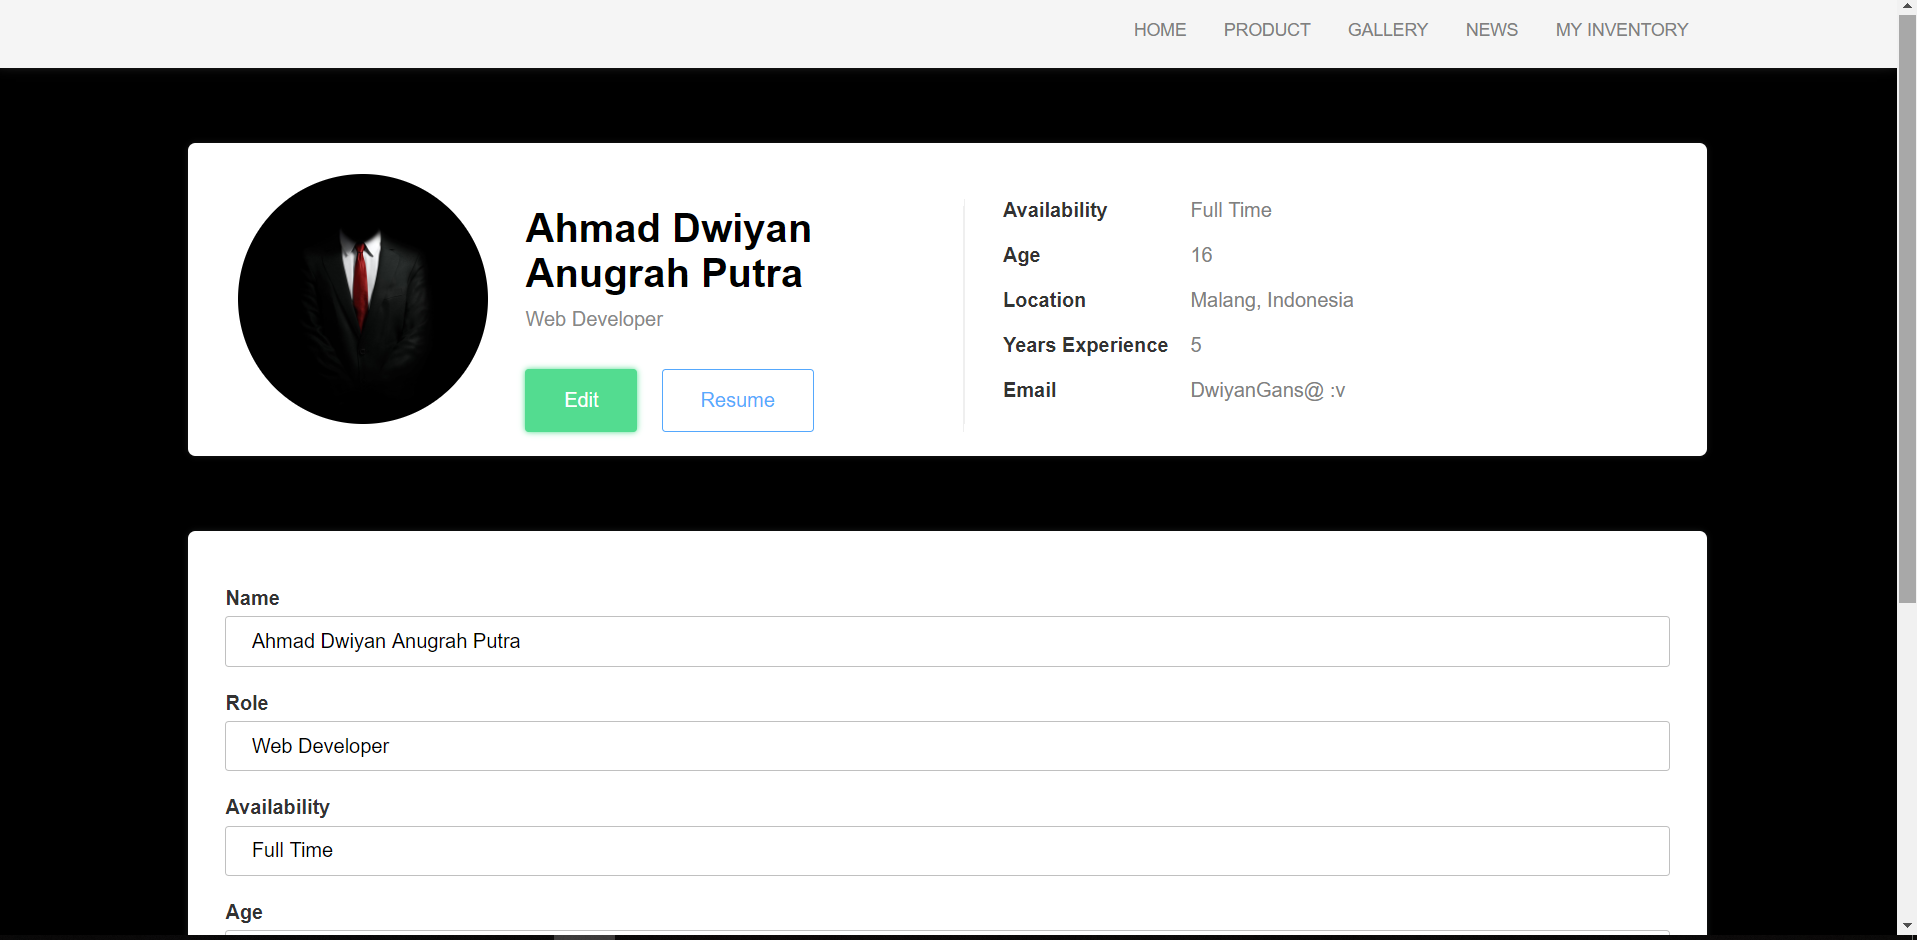 HOME PRODUCT GALLERY NEWS MY INVENTORY
Ahmad Dwiyan
Anugrah Putra
Web Developer
Edit Resume
Availability Full Time
Age 16
Location Malang, Indonesia
Years Experience 5
Email DwiyanGans@ :v
Name
Ahmad Dwiyan Anugrah Putra
Role
Web Developer
Availability
Full Time
Age